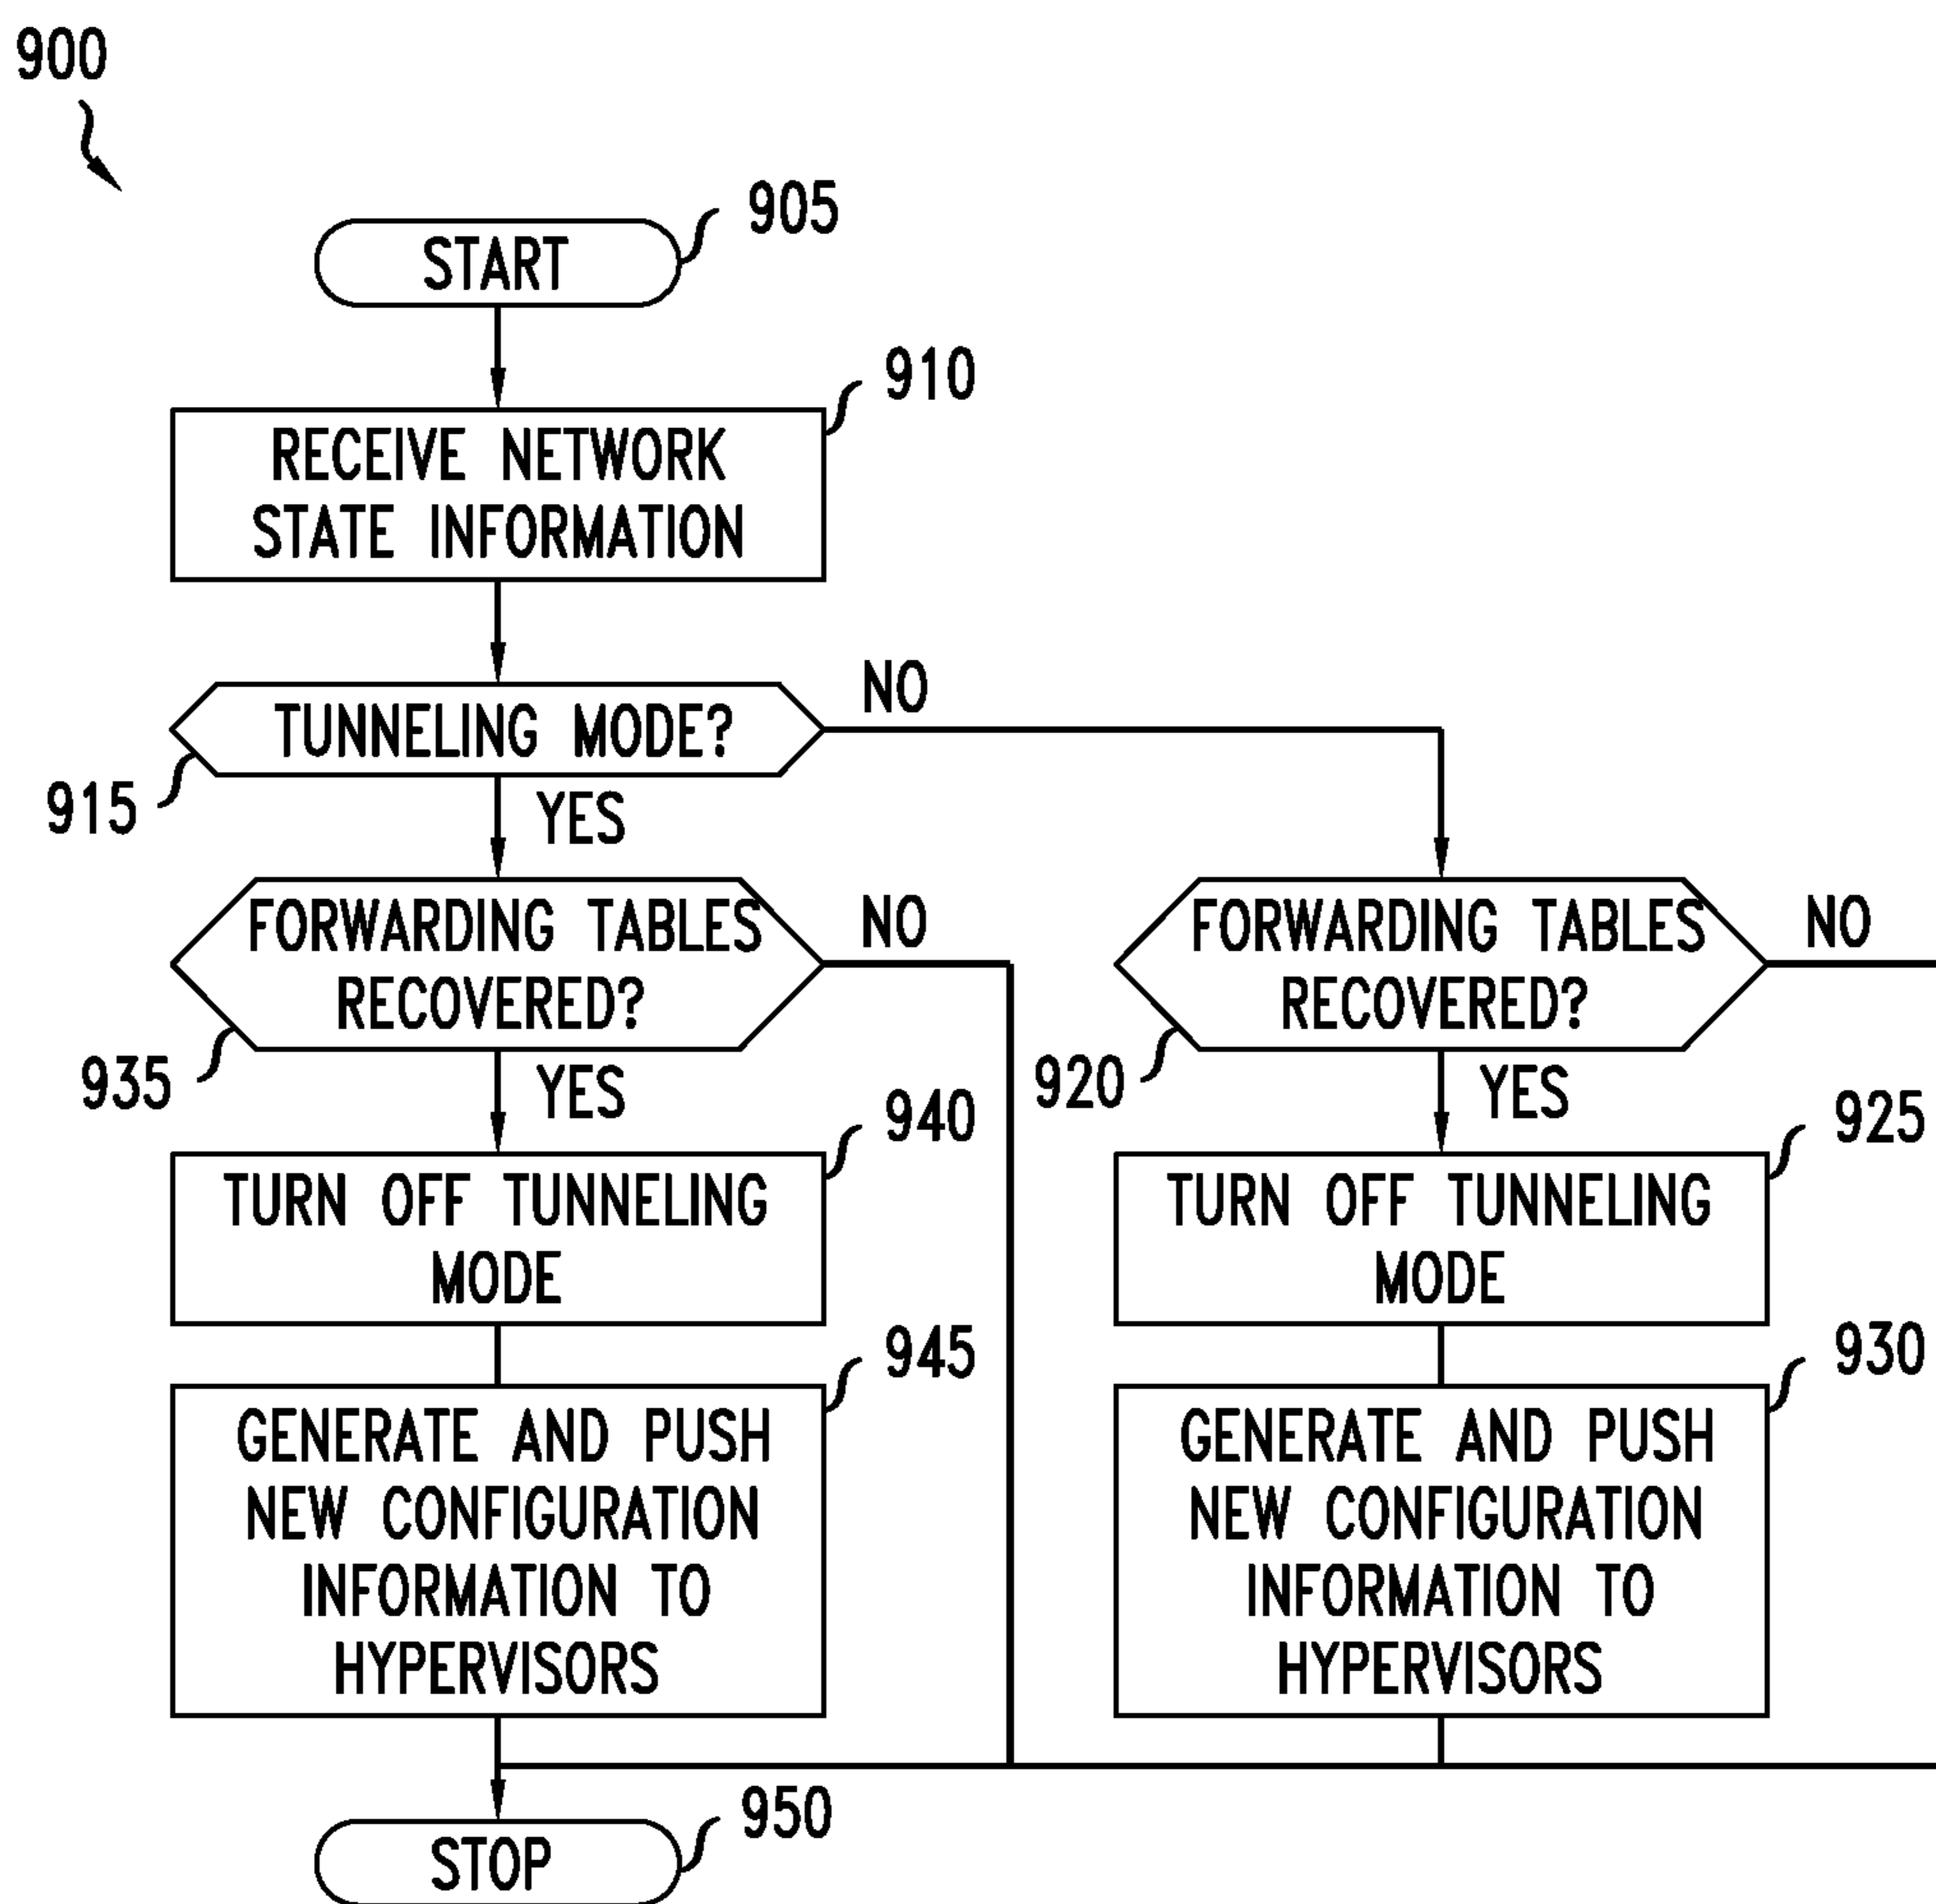 900
905
START
910
RECEIVE NETWORK
STATE INFORMATION
NO
TUNNELING MODE?
915
YES
FORWARDING TABLES
RECOVERED?
NO
935
YES
FORWARDING TABLES
RECOVERED?
NO
920
YES
940
TURN OFF TUNNELING
MODE
925
TURN OFF TUNNELING
MODE
945
GENERATE AND PUSH
NEW CONFIGURATION
INFORMATION TO
HYPERVISORS
930
GENERATE AND PUSH
NEW CONFIGURATION
INFORMATION TO
HYPERVISORS
950
STOP